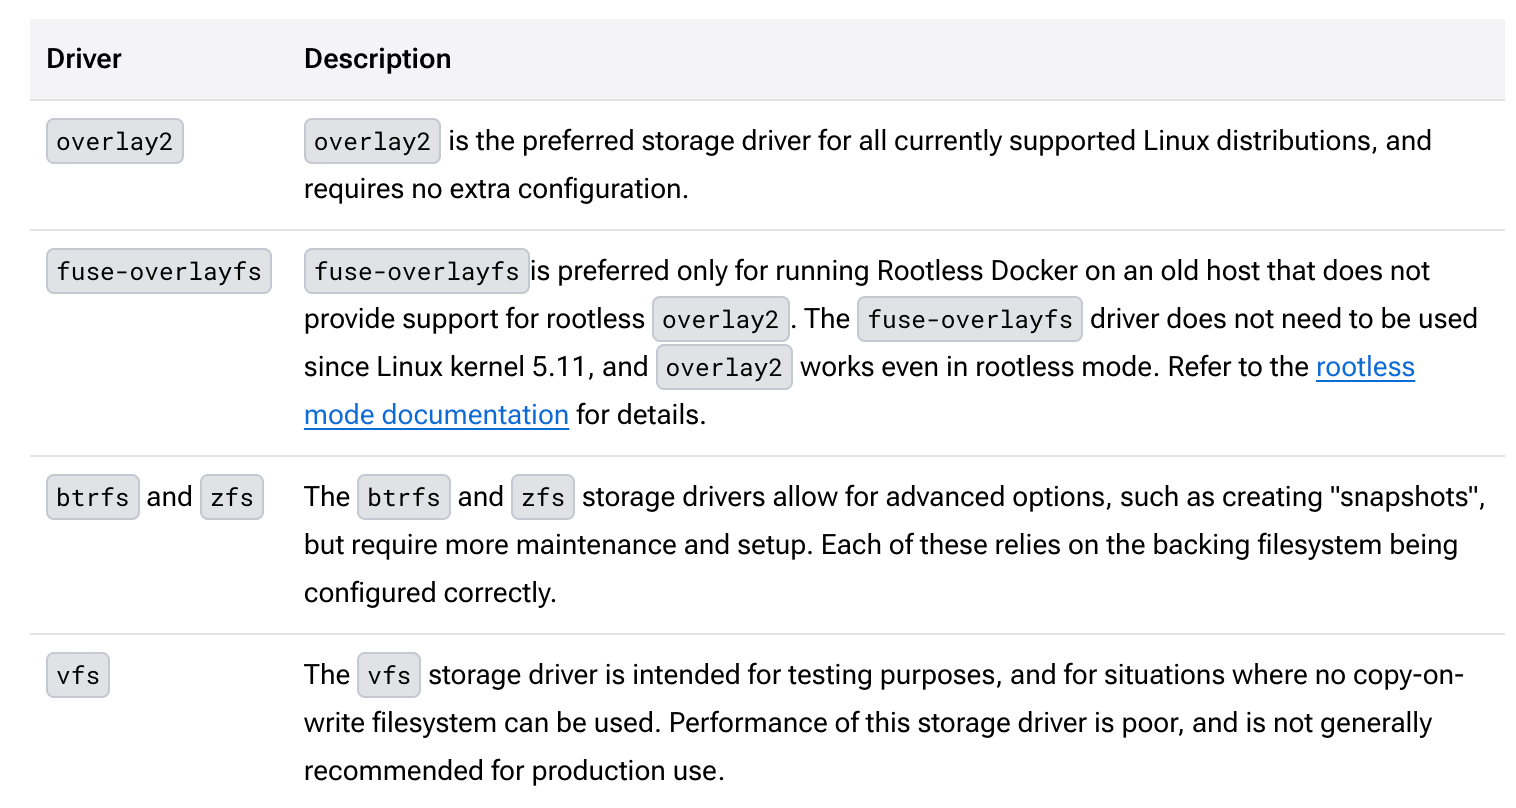 Driver Description
overlay2 overlay2 is the preferred storage driver for all currently supported Linux distributions, and
requires no extra configuration.
fuse-overlayfs fuse-overlayfs is preferred only for running Rootless Docker on an old host that does not
provide support for rootless overlay2. The fuse-overlayfs driver does not need to be used
since Linux kernel 5.11, and overlay2 works even in rootless mode. Refer to the rootless
mode documentation for details.
btrfs and zfs The btrfs and zfs storage drivers allow for advanced options, such as creating "snapshots",
but require more maintenance and setup. Each of these relies on the backing filesystem being
configured correctly.
vfs The vfs storage driver is intended for testing purposes, and for situations where no copy-on-
write filesystem can be used. Performance of this storage driver is poor, and is not generally
recommended for production use.